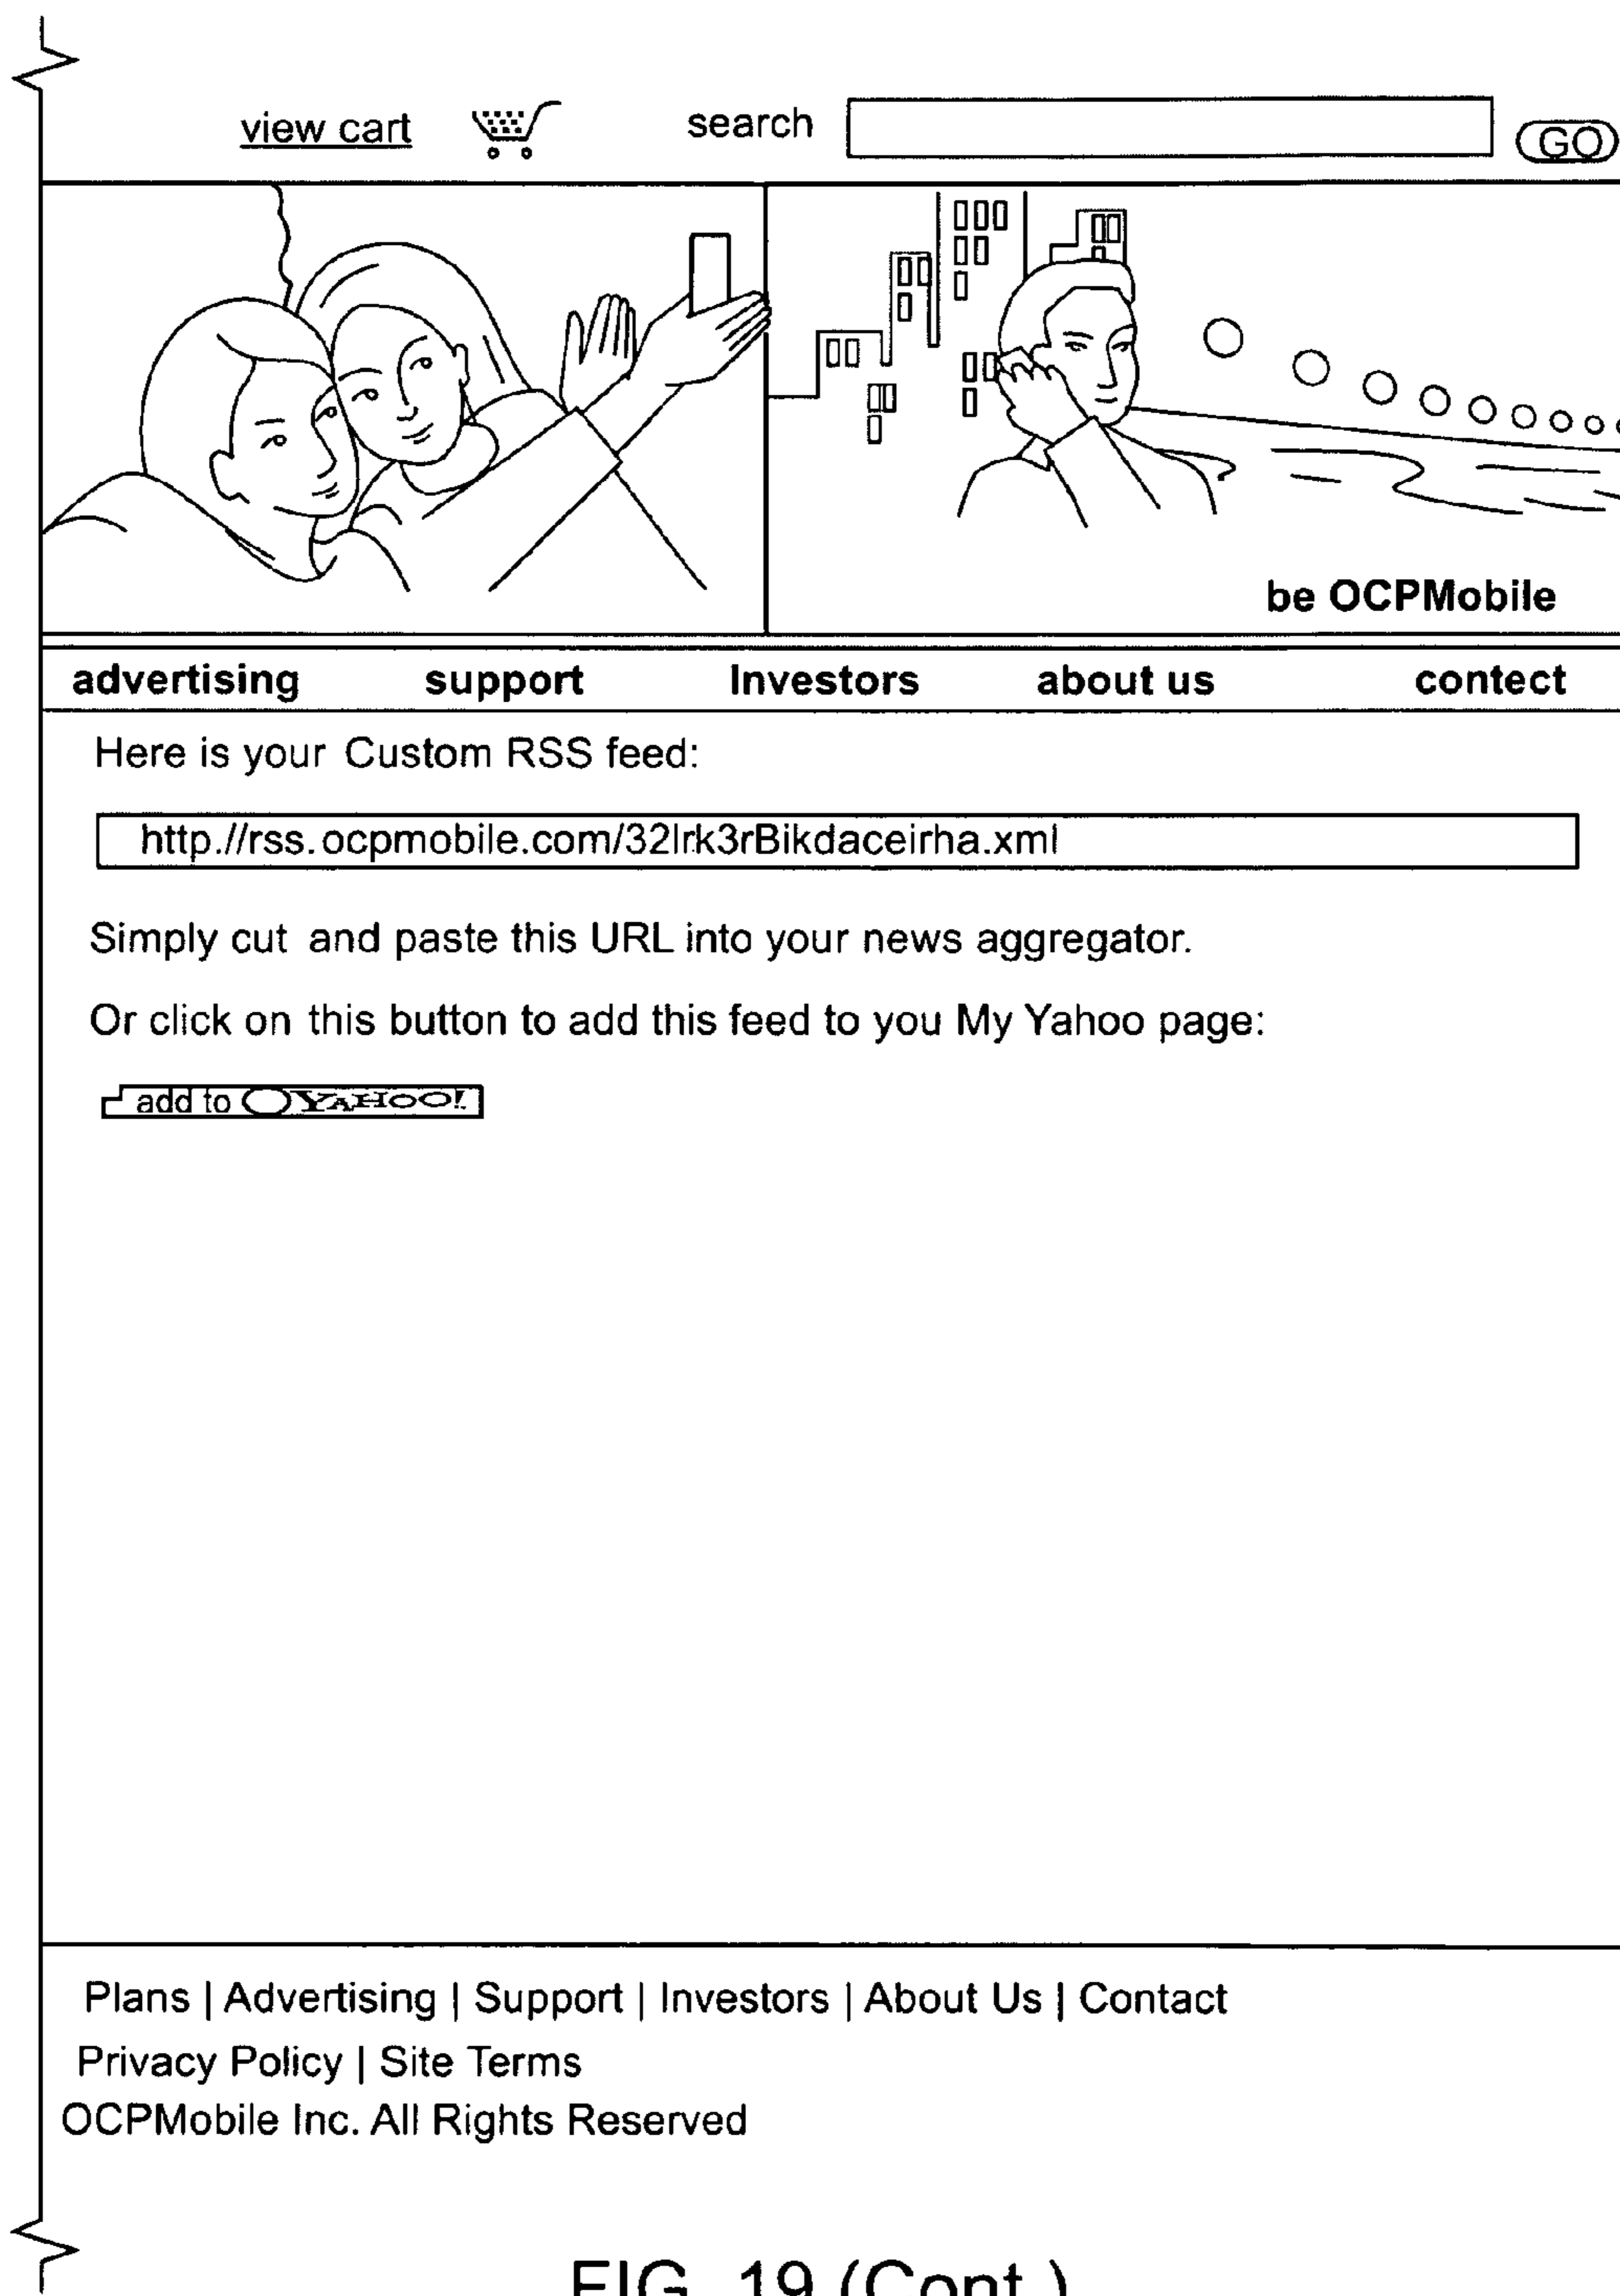 view cart search GO
be OCPMobile
advertising support Investors about us contect
Here is your Custom RSS feed:
http.//rss.ocpmobile.com/32lrk3rBikdaceirha.xml
Simply cut and paste this URL into your news aggregator.
Or click on this button to add this feed to you My Yahoo page:
add to YAHOO!
Plans | Advertising | Support | Investors | About Us | Contact
Privacy Policy | Site Terms
OCPMobile Inc. All Rights Reserved
FIG. 19 (Cont.)